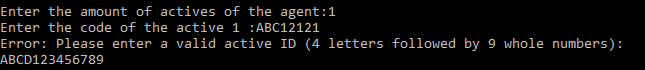 Enter the amount of actives of the agent:1
Enter the code of the active 1 :ABC12121
Error: Please enter a valid active ID (4 letters followed by 9 whole numbers):
ABCD123456789